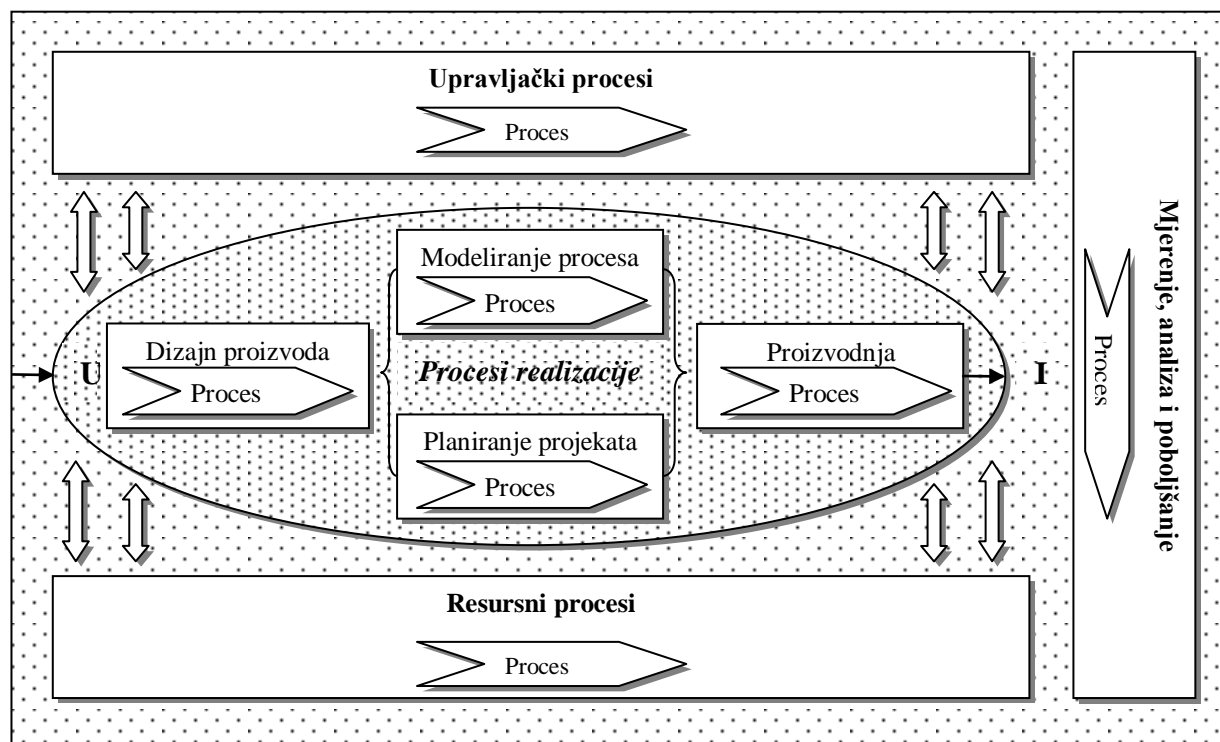 Upravljački procesi
Proces
Modeliranje procesa
Proces
U
Dizajn proizvoda
Proces
Procesi realizacije
Proizvodnja
Proces
I
Planiranje projekata
Proces
Resursni procesi
Proces
Mjerenje, analiza i poboljšanje
Proces